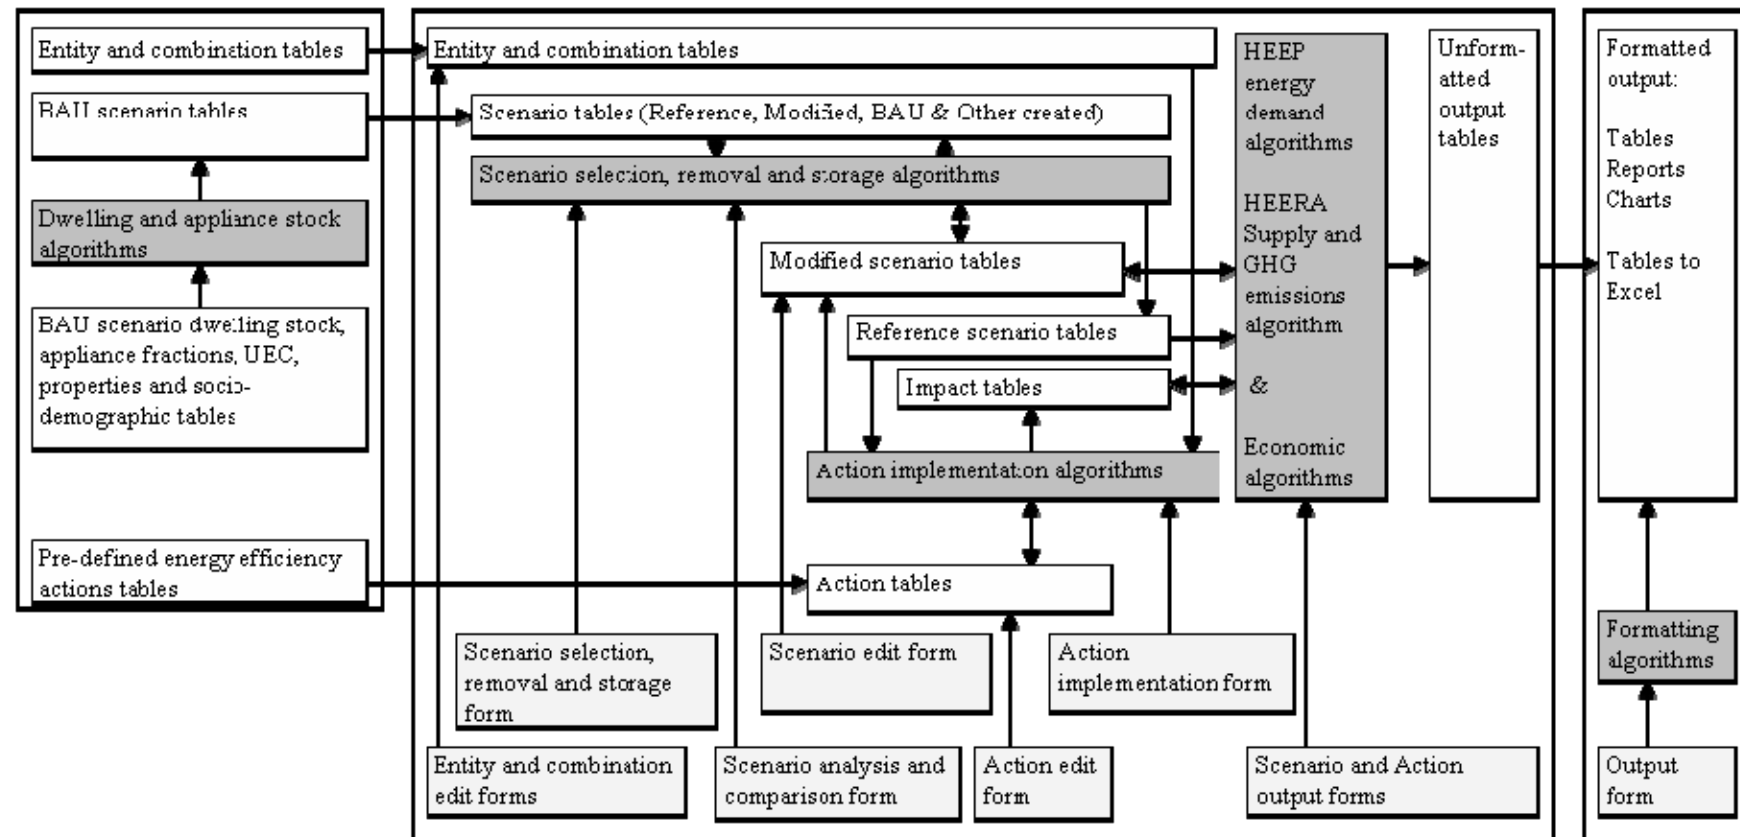 Entity and combination tables
BAU scenario tables
Dwelling and appliance stock
algorithms
BAU scenario dwelling stock,
appliance fractions, UEC,
properties and socio-
demographic tables
Pre-defined energy efficiency
actions tables
Entity and combination tables
Scenario tables (Reference, Modified, BAU & Other created)
Scenario selection, removal and storage algorithms
Modified scenario tables
Reference scenario tables
Impact tables
Action implementation algorithms
Action tables
Scenario selection,
removal and storage
form
Scenario edit form
Action
implementation form
Entity and combination
edit forms
Scenario analysis and
comparison form
Action edit
form
Scenario and Action
output forms
HEEP
energy
demand
algorithms
HEERA
Supply and
GHG
emissions
algorithm
&
Economic
algorithms
Unform-
atted
output
tables
Formatted
output:
Tables
Reports
Charts
Tables to
Excel
Formatting
algorithms
Output
form